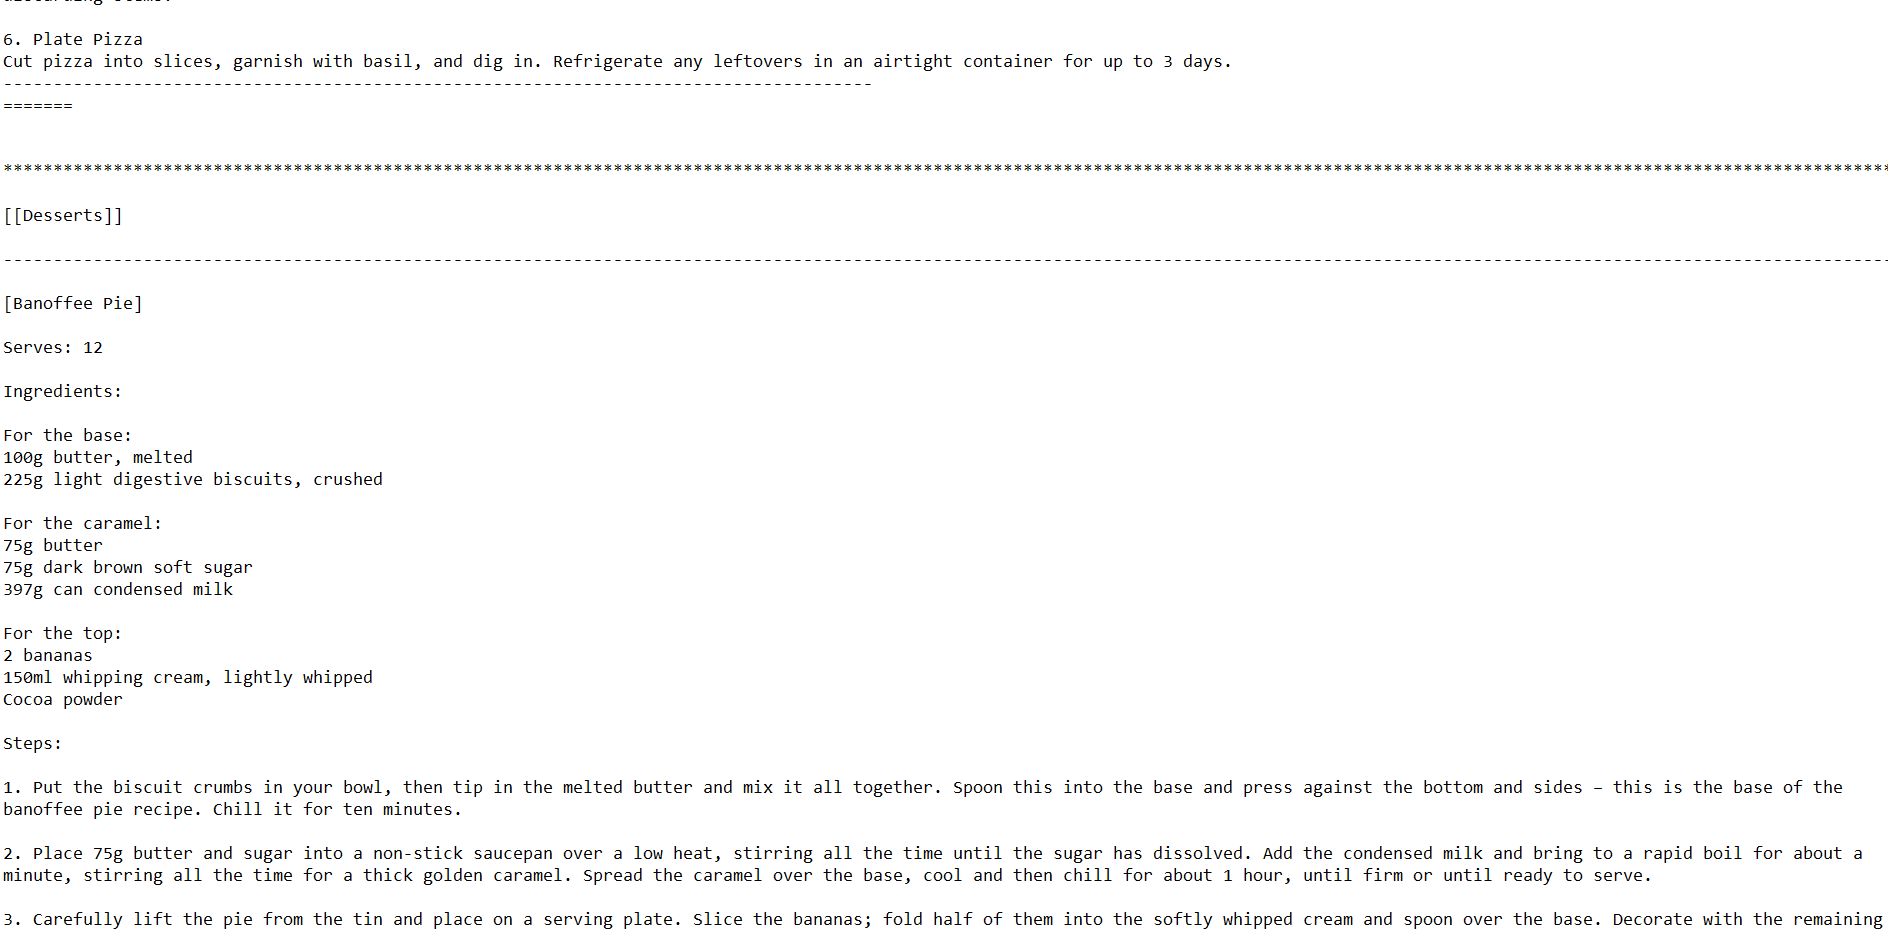 6. Plate Pizza
Cut pizza into slices, garnish with basil, and dig in. Refrigerate any leftovers in an airtight container for up to 3 days.
---------------------------------------------------------------------------------------
=======
********************************************************************************************************************************************************************************************
[[Desserts]]
--------------------------------------------------------------------------------------------------------------------------------------------------------------------------------------------
[Banoffee Pie]
Serves: 12
Ingredients:
For the base:
100g butter, melted
225g light digestive biscuits, crushed
For the caramel:
75g butter
75g dark brown soft sugar
397g can condensed milk
For the top:
2 bananas
150ml whipping cream, lightly whipped
Cocoa powder
Steps:
1. Put the biscuit crumbs in your bowl, then tip in the melted butter and mix it all together. Spoon this into the base and press against the bottom and sides – this is the base of the
banoffee pie recipe. Chill it for ten minutes.
2. Place 75g butter and sugar into a non-stick saucepan over a low heat, stirring all the time until the sugar has dissolved. Add the condensed milk and bring to a rapid boil for about a
minute, stirring all the time for a thick golden caramel. Spread the caramel over the base, cool and then chill for about 1 hour, until firm or until ready to serve.
3. Carefully lift the pie from the tin and place on a serving plate. Slice the bananas; fold half of them into the softly whipped cream and spoon over the base. Decorate with the remaining